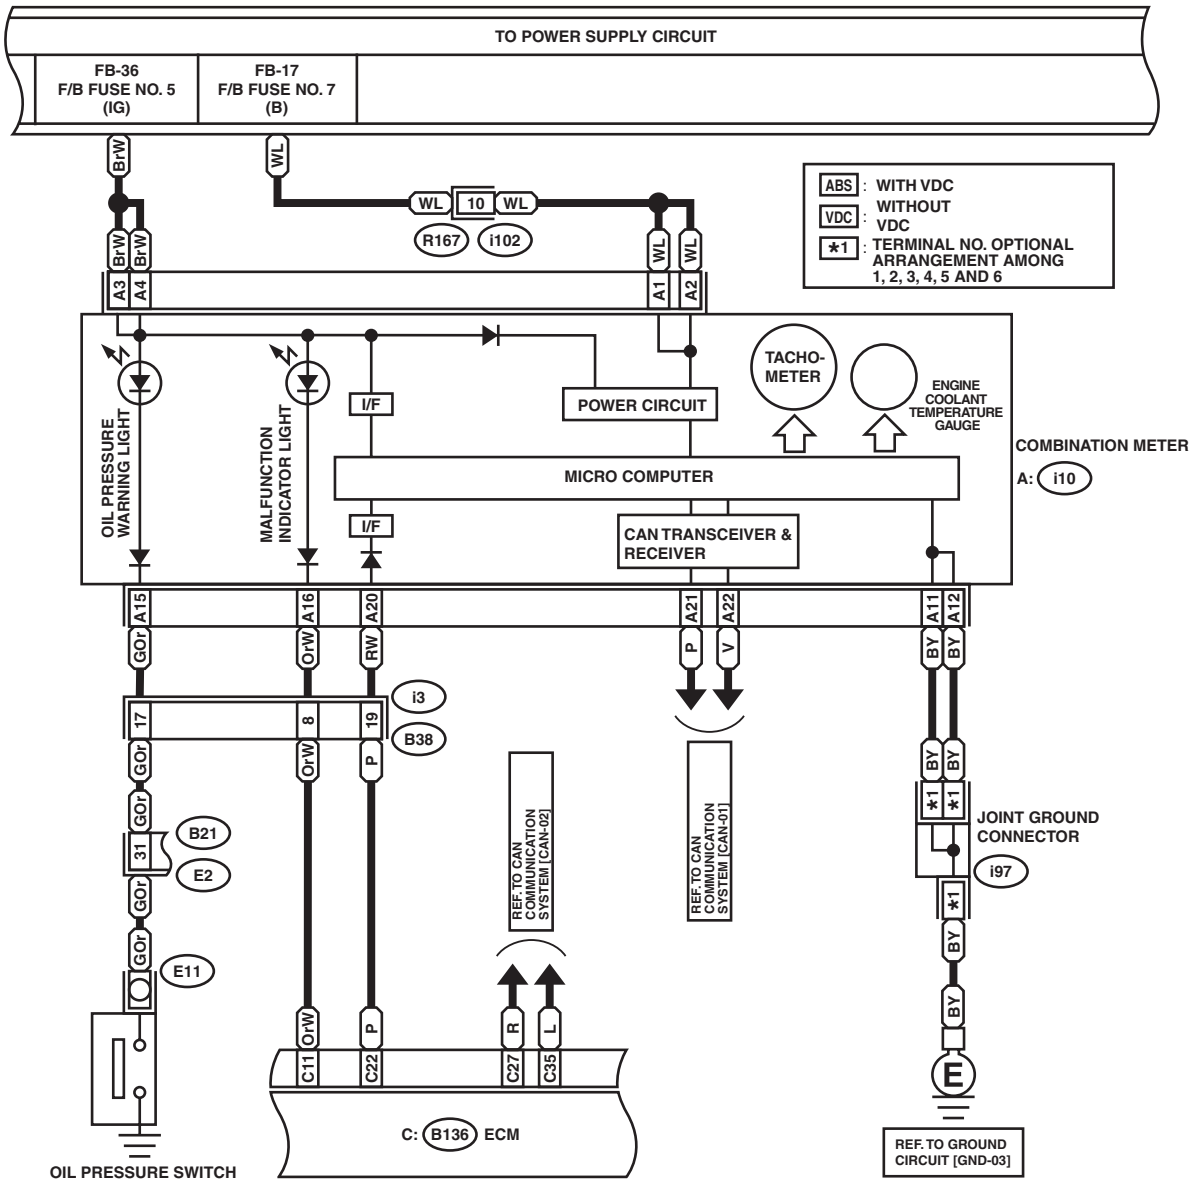 TO POWER SUPPLY CIRCUIT
FB-36
F/B FUSE NO. 5
(IG)
FB-17
F/B FUSE NO. 7
(B)
BrW
WL
WL
10
WL
R167
i102
BrW
BrW
WL
WL
ABS : WITH VDC
VDC : WITHOUT
VDC
*1 : TERMINAL NO. OPTIONAL
ARRANGEMENT AMONG
1, 2, 3, 4, 5 AND 6
A3
A4
A1
A2
OIL PRESSURE
WARNING LIGHT
MALFUNCTION
INDICATOR LIGHT
I/F
POWER CIRCUIT
TACHO-
METER
ENGINE
COOLANT
TEMPERATURE
GAUGE
MICRO COMPUTER
I/F
CAN TRANSCEIVER &
RECEIVER
COMBINATION METER
A: i10
A15
A16
A20
A21
A22
A11
A12
GOr
OrW
RW
P
V
BY
BY
17
8
19
i3
B38
GOr
OrW
P
BY
BY
GOr
31
B21
E2
GOr
GOr
E11
REF. TO CAN
COMMUNICATION
SYSTEM [CAN-02]
REF. TO CAN
COMMUNICATION
SYSTEM [CAN-01]
*1
*1
JOINT GROUND
CONNECTOR
i97
*1
BY
BY
OrW
P
R
L
C11
C22
C27
C35
C: B136 ECM
E
OIL PRESSURE SWITCH
REF. TO GROUND
CIRCUIT [GND-03]